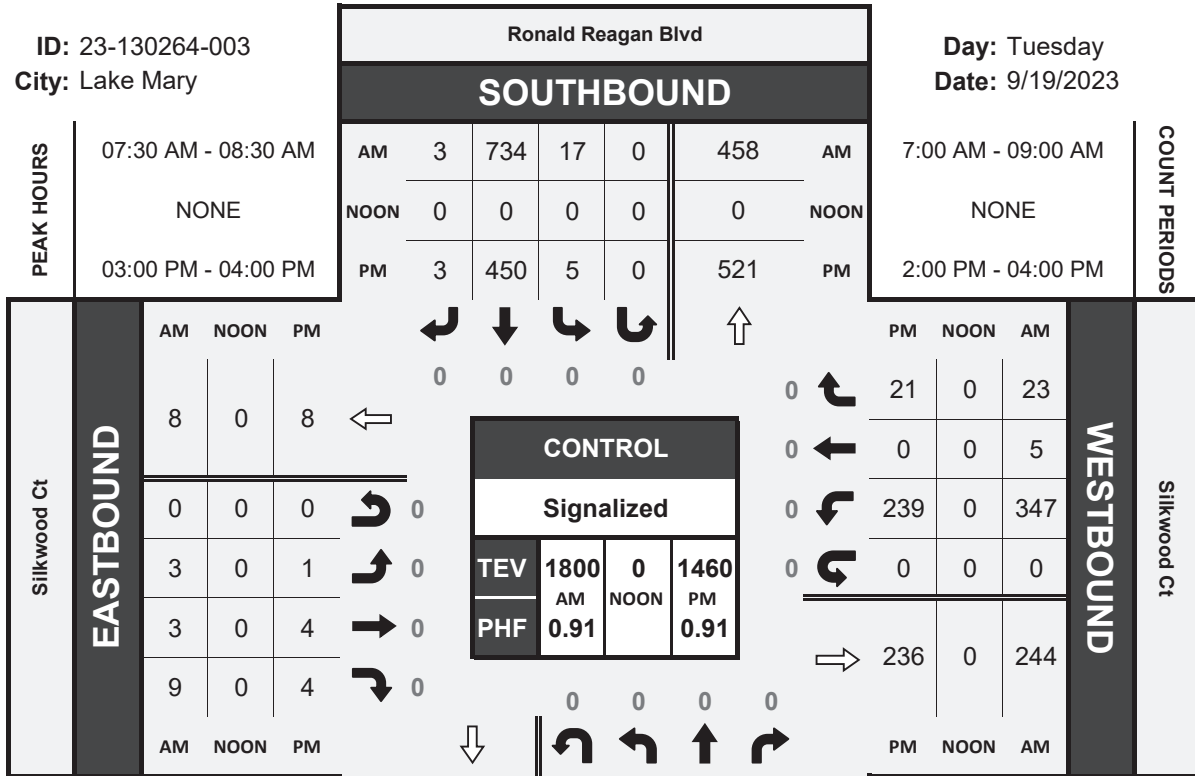 Ronald Reagan Blvd
ID: 23-130264-003
Day: Tuesday
City: Lake Mary
Date: 9/19/2023
SOUTHBOUND
PEAK HOURS
07:30 AM - 08:30 AM
AM 3 734 17 0 458 AM
7:00 AM - 09:00 AM
COUNT PERIODS
NONE
NOON 0 0 0 0 0 NOON
NONE
03:00 PM - 04:00 PM
PM 3 450 5 0 521 PM
2:00 PM - 04:00 PM
AM NOON PM
PM NOON AM
0 0 0 0
0 21 0 23
8 0 8
CONTROL
0 0 0 5
Silkwood Ct
EASTBOUND
WESTBOUND
Silkwood Ct
0 0 0 0
Signalized
0 239 0 347
3 0 1 0
TEV 1800 0 1460
0 0 0 0
AM NOON PM
3 0 4 0
PHF 0.91 0.91
236 0 244
9 0 4 0
0 0 0 0
AM NOON PM
PM NOON AM